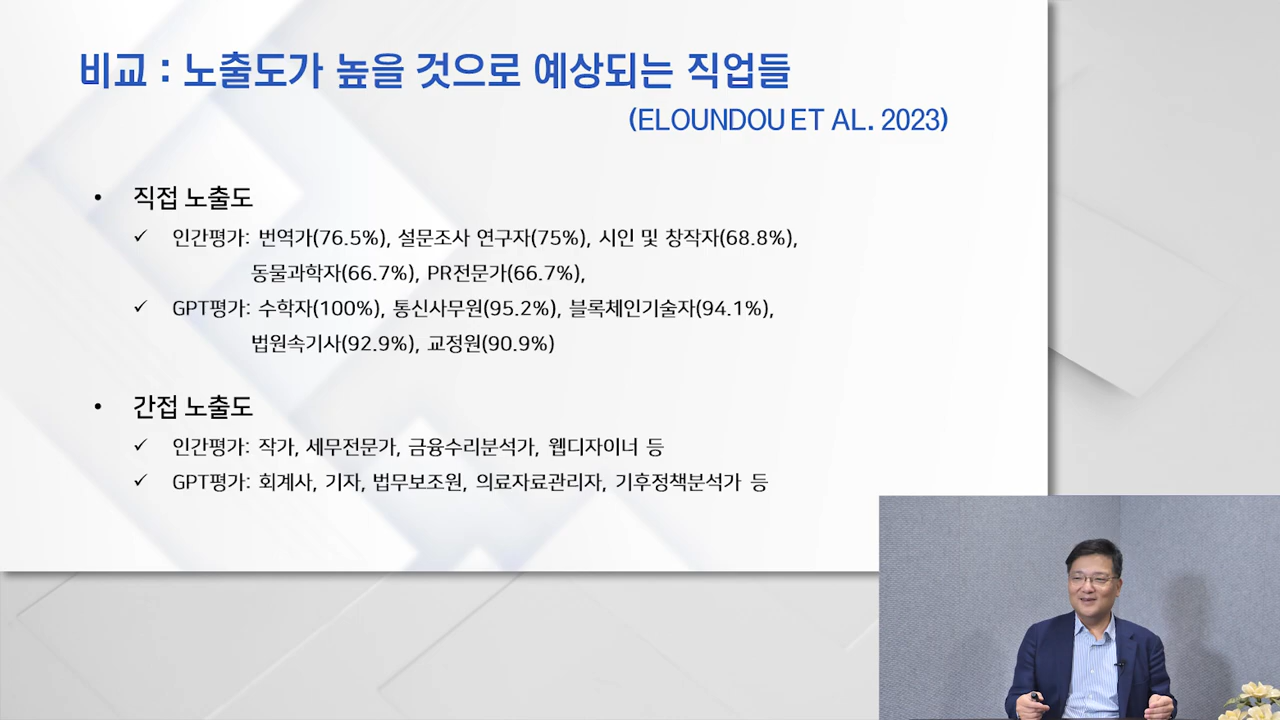 비교 : 노출도가 높을 것으로 예상되는 직업들
(ELOUNDOU ET AL. 2023)
• 직접 노출도
✓ 인간평가: 번역가(76.5%), 설문조사 연구자(75%), 시인 및 창작자(68.8%),
동물과학자(66.7%), PR전문가(66.7%),
✓ GPT평가: 수학자(100%), 통신사무원(95.2%), 블록체인기술자(94.1%),
법원속기사(92.9%), 교정원(90.9%)
• 간접 노출도
✓ 인간평가: 작가, 세무전문가, 금융수리분석가, 웹디자이너 등
✓ GPT평가: 회계사, 기자, 법무보조원, 의료자료관리자, 기후정책분석가 등